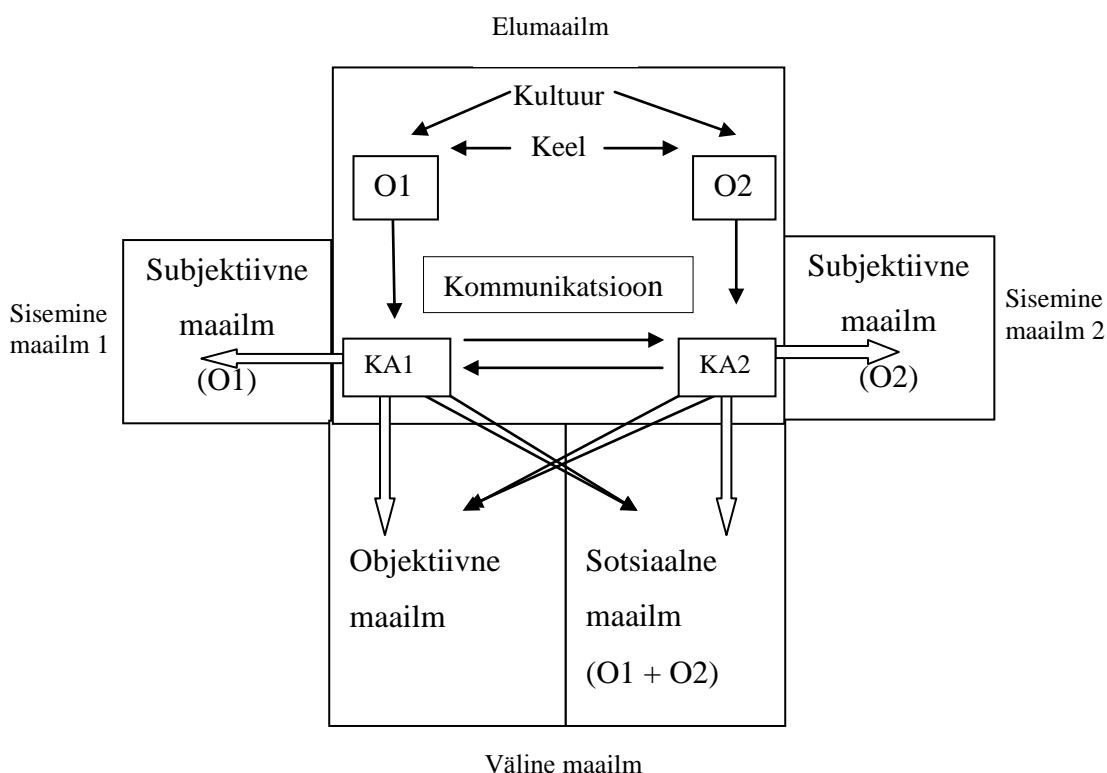 Elumaailm
Kultuur
Keel
O1
O2
Subjektiivne
maailm
(O1)
Kommunikatsioon
Subjektiivne
maailm
(O2)
Sisemine
maailm 1
Sisemine
maailm 2
KA1
KA2
Objektiivne
maailm
Sotsiaalne
maailm
(O1 + O2)
Väline maailm